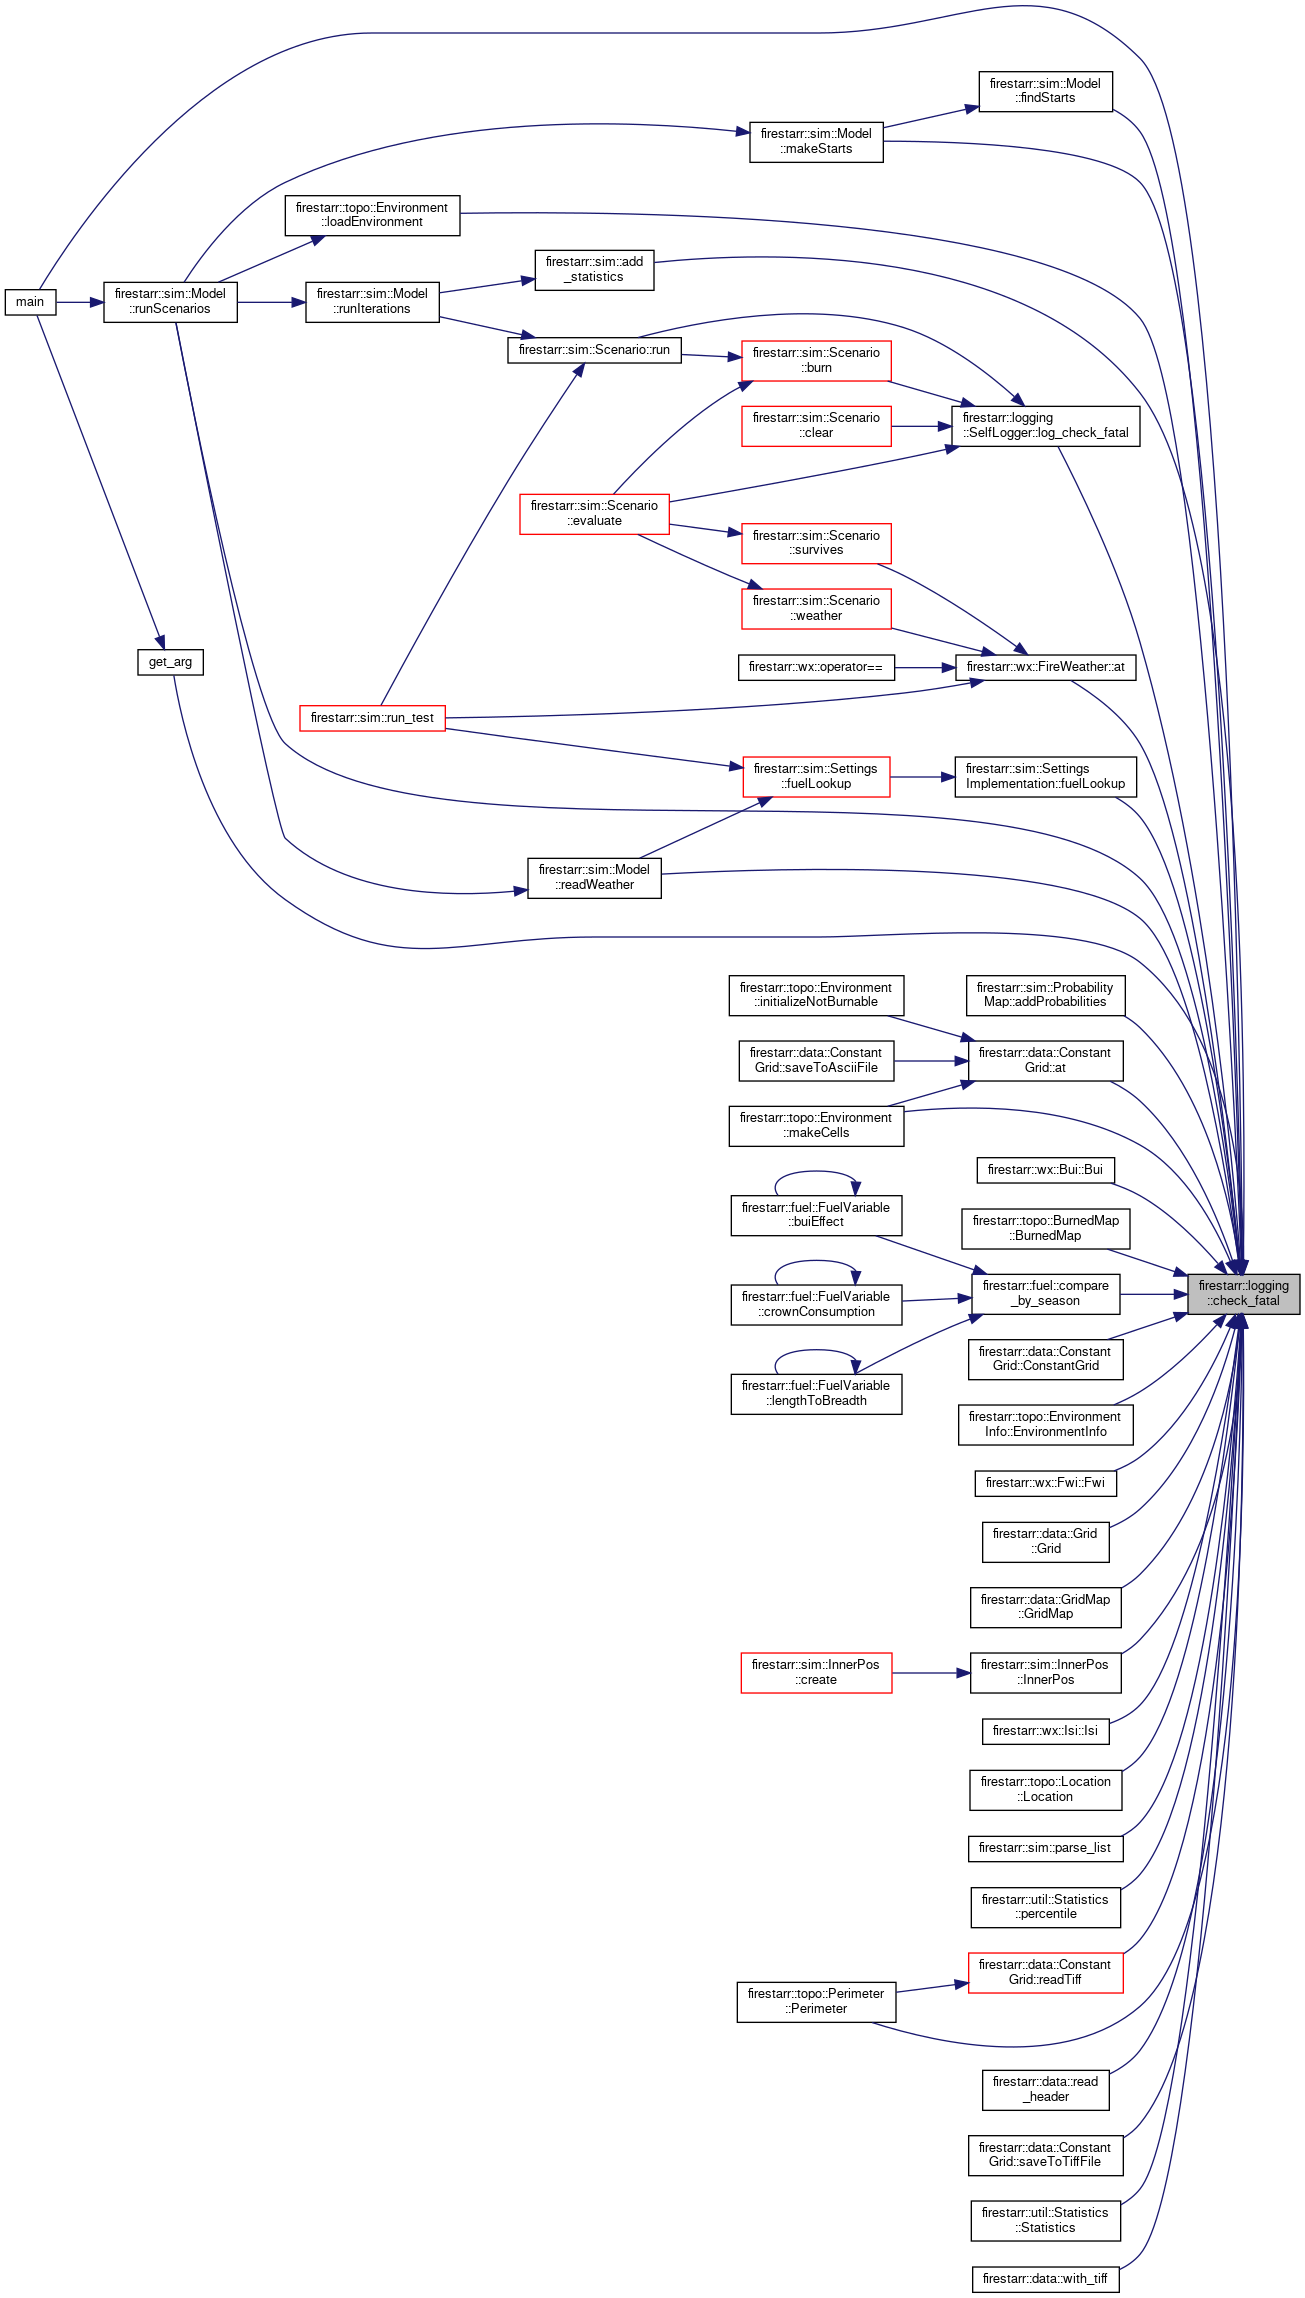 firestarr::sim::Model
::findStarts
firestarr::sim::Model
::makeStarts
firestarr::topo::Environment
::loadEnvironment
firestarr::sim::add
_statistics
main
firestarr::sim::Model
::runScenarios
firestarr::sim::Model
::runIterations
firestarr::sim::Scenario::run
firestarr::sim::Scenario
::burn
firestarr::sim::Scenario
::clear
firestarr::logging
::SelfLogger::log_check_fatal
firestarr::sim::Scenario
::evaluate
firestarr::sim::Scenario
::survives
firestarr::sim::Scenario
::weather
get_arg
firestarr::wx::operator==
firestarr::wx::FireWeather::at
firestarr::sim::run_test
firestarr::sim::Settings
::fuelLookup
firestarr::sim::Settings
Implementation::fuelLookup
firestarr::sim::Model
::readWeather
firestarr::topo::Environment
::initializeNotBurnable
firestarr::sim::Probability
Map::addProbabilities
firestarr::data::Constant
Grid::saveToAsciiFile
firestarr::data::Constant
Grid::at
firestarr::topo::Environment
::makeCells
firestarr::wx::Bui::Bui
firestarr::fuel::FuelVariable
::buiEffect
firestarr::topo::BurnedMap
::BurnedMap
firestarr::fuel::FuelVariable
::crownConsumption
firestarr::fuel::compare
_by_season
firestarr::logging
::check_fatal
firestarr::data::Constant
Grid::ConstantGrid
firestarr::fuel::FuelVariable
::lengthToBreadth
firestarr::topo::Environment
Info::EnvironmentInfo
firestarr::wx::Fwi::Fwi
firestarr::data::Grid
::Grid
firestarr::data::GridMap
::GridMap
firestarr::sim::InnerPos
::create
firestarr::sim::InnerPos
::InnerPos
firestarr::wx::Isi::Isi
firestarr::topo::Location
::Location
firestarr::sim::parse_list
firestarr::util::Statistics
::percentile
firestarr::data::Constant
Grid::readTiff
firestarr::topo::Perimeter
::Perimeter
firestarr::data::read
_header
firestarr::data::Constant
Grid::saveToTiffFile
firestarr::util::Statistics
::Statistics
firestarr::data::with_tiff